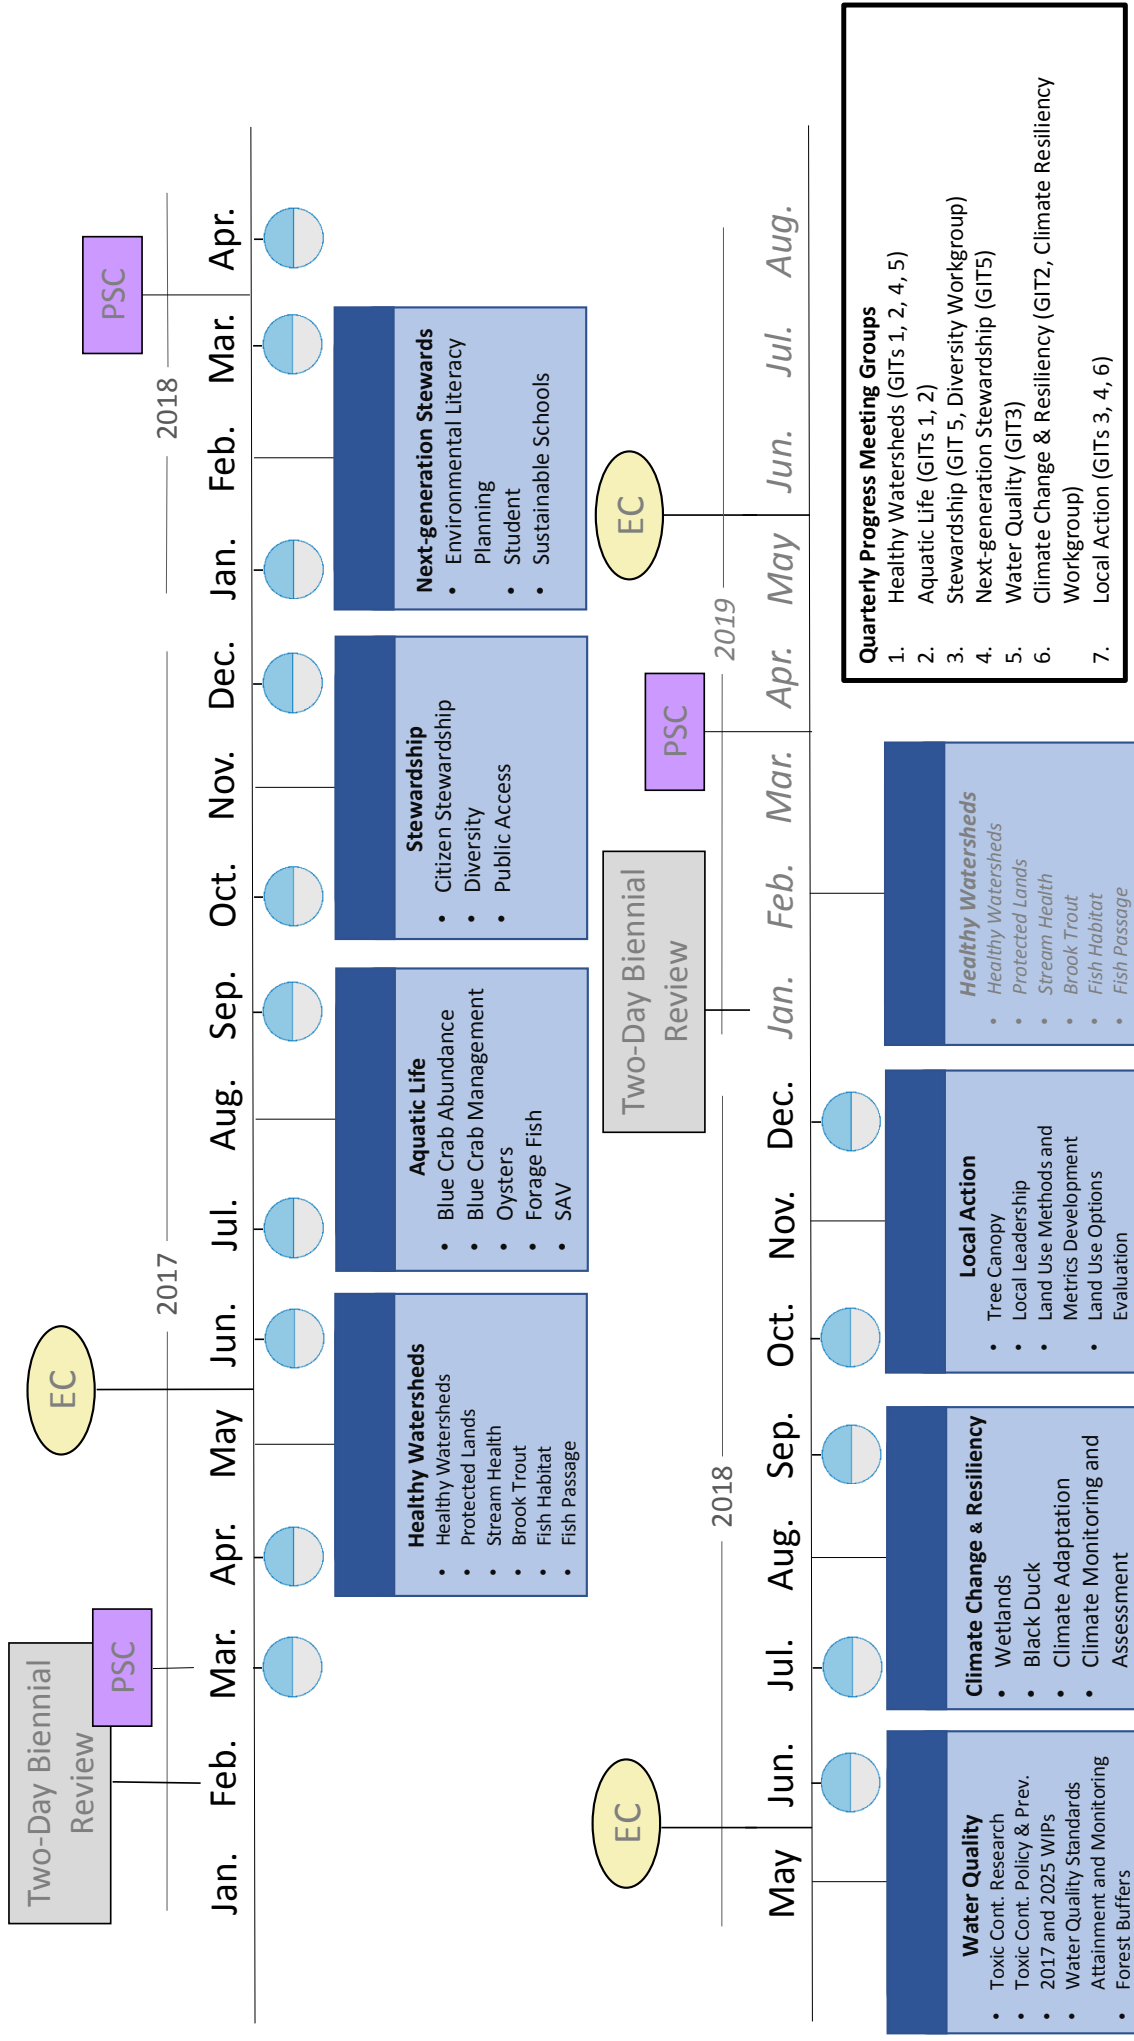 Two-Day Biennial
Review
PSC
EC
PSC
2017
2018
Jan.
Feb.
Mar.
Apr.
May
Jun.
Jul.
Aug.
Sep.
Oct.
Nov.
Dec.
Jan.
Feb.
Mar.
Apr.
Healthy Watersheds
• Healthy Watersheds
• Protected Lands
• Stream Health
• Brook Trout
• Fish Habitat
• Fish Passage
Aquatic Life
• Blue Crab Abundance
• Blue Crab Management
• Oysters
• Forage Fish
• SAV
Stewardship
• Citizen Stewardship
• Diversity
• Public Access
Next-generation Stewards
• Environmental Literacy
Planning
• Student
• Sustainable Schools
EC
Two-Day Biennial
Review
PSC
EC
2018
2019
May
Jun.
Jul.
Aug.
Sep.
Oct.
Nov.
Dec.
Jan.
Feb.
Mar.
Apr.
May
Jun.
Jul.
Aug.
Water Quality
• Toxic Cont. Research
• Toxic Cont. Policy & Prev.
• 2017 and 2025 WIPs
• Water Quality Standards
Attainment and Monitoring
• Forest Buffers
Climate Change & Resiliency
• Wetlands
• Black Duck
• Climate Adaptation
• Climate Monitoring and
Assessment
Local Action
• Tree Canopy
• Local Leadership
• Land Use Methods and
Metrics Development
• Land Use Options
Evaluation
Healthy Watersheds
• Healthy Watersheds
• Protected Lands
• Stream Health
• Brook Trout
• Fish Habitat
• Fish Passage
Quarterly Progress Meeting Groups
1. Healthy Watersheds (GITs 1, 2, 4, 5)
2. Aquatic Life (GITs 1, 2)
3. Stewardship (GIT 5, Diversity Workgroup)
4. Next-generation Stewardship (GIT5)
5. Water Quality (GIT3)
6. Climate Change & Resiliency (GIT2, Climate Resiliency
Workgroup)
7. Local Action (GITs 3, 4, 6)